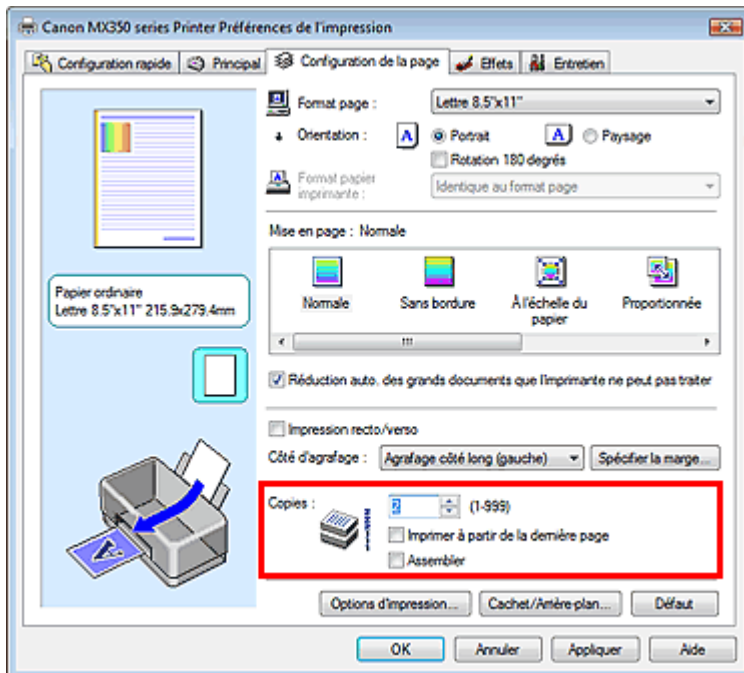 Canon MX350 series Printer Préférences de l'impression
Configuration rapide Principal Configuration de la page Effets Entretien
Format page : Lettre 8.5"x11"
Orientation : A Portrait A Paysage
Rotation 180 degrés
Format papier imprimante : Identique au format page
Mise en page : Normale
Papier ordinaire
Lettre 8.5"x11" 215.9x279.4mm
Normale Sans bordure À l'échelle du papier Proportionnée
Réduction auto. des grands documents que l'imprimante ne peut pas traiter
Impression recto/verso
Côté d'agrafage : Agrafage côté long (gauche) Spécifier la marge...
Copies : 2 (1-999)
Imprimer à partir de la dernière page
Assembler
A
Options d'impression... Cachet/Arrière-plan... Défaut
OK Annuler Appliquer Aide